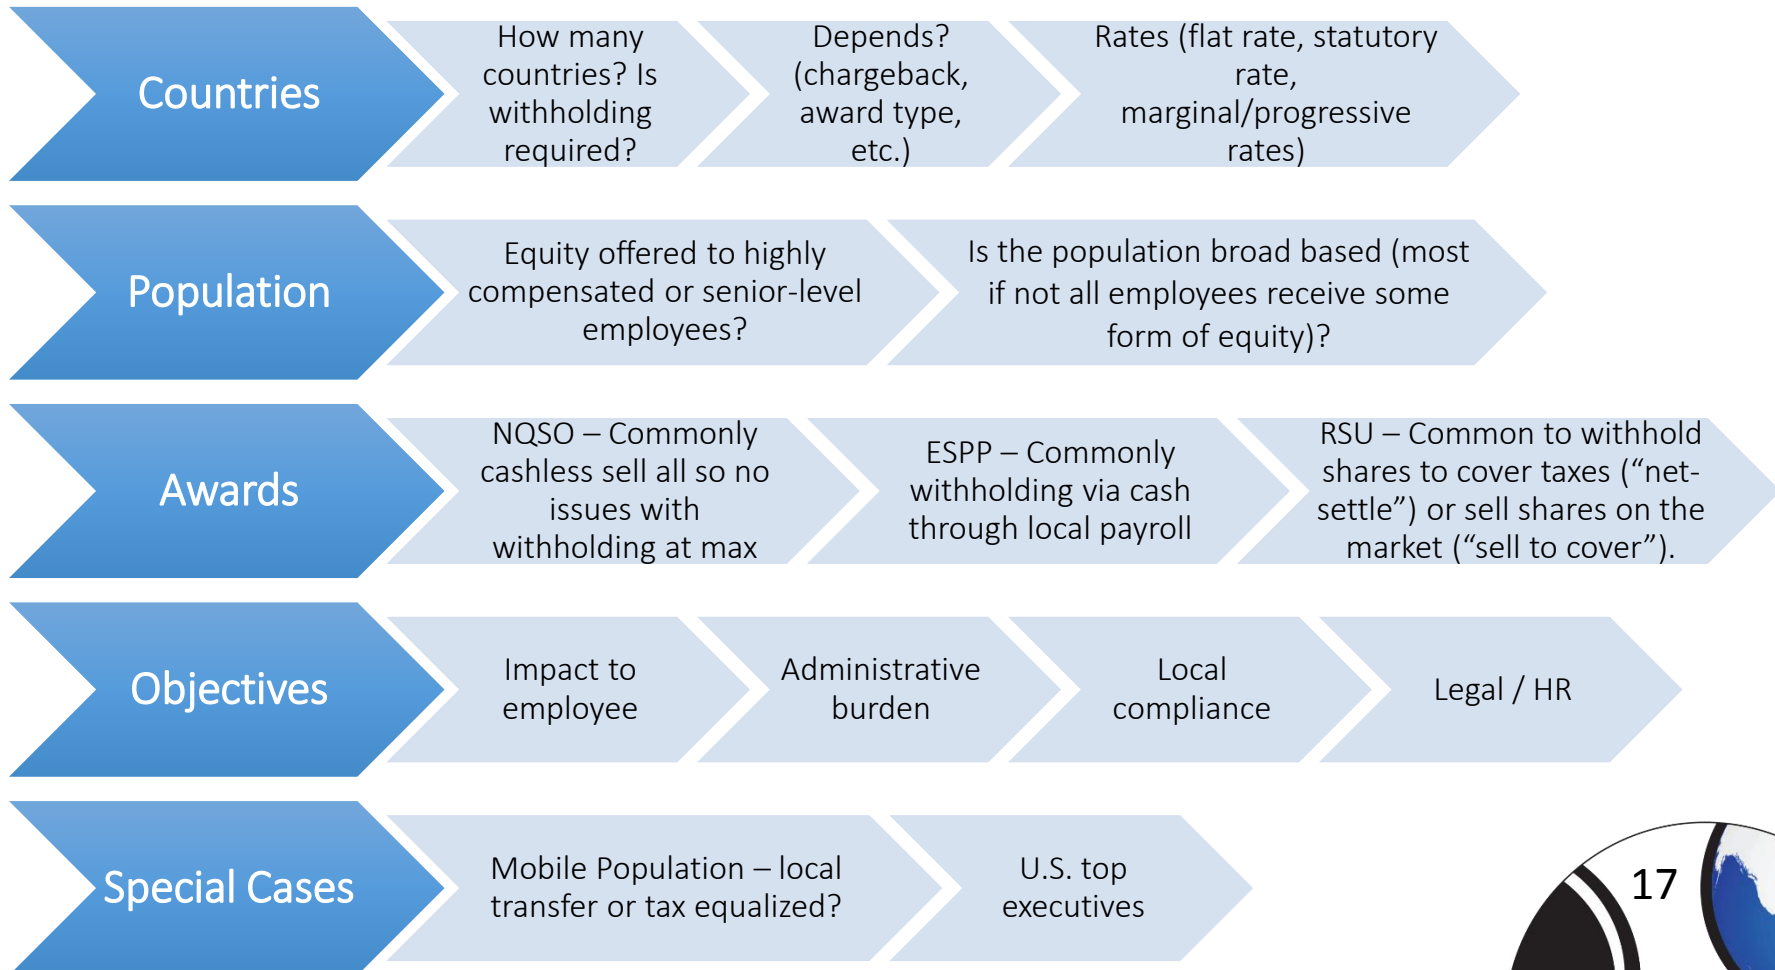 Countries
How many
countries? Is
withholding
required?
Depends?
(chargeback,
award type,
etc.)
Rates (flat rate, statutory
rate,
marginal/progressive
rates)
Population
Equity offered to highly
compensated or senior-level
employees?
Is the population broad based (most
if not all employees receive some
form of equity)?
Awards
NQSO – Commonly
cashless sell all so no
issues with
withholding at max
ESPP – Commonly
withholding via cash
through local payroll
RSU – Common to withhold
shares to cover taxes (“net-
settle”) or sell shares on the
market (“sell to cover”).
Objectives
Impact to
employee
Administrative
burden
Local
compliance
Legal / HR
Special Cases
Mobile Population – local
transfer or tax equalized?
U.S. top
executives
17